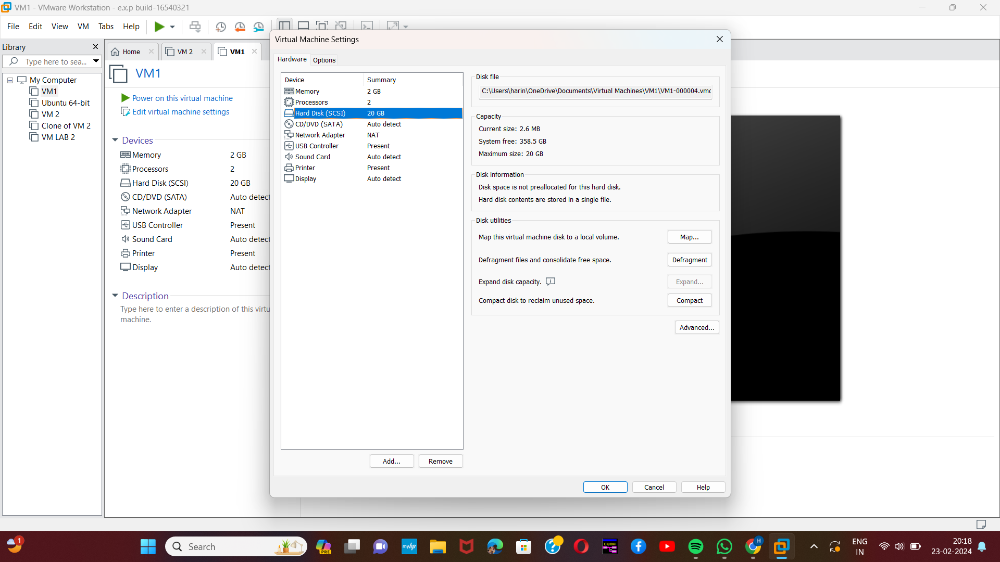 VM1 - VMware Workstation - e.x.p build-16540321
File Edit View VM Tabs Help
Library
Type here to sea...
My Computer
VM1
Ubuntu 64-bit
VM 2
Clone of VM 2
VM LAB 2
Home
VM 2
VM1
VM1
Power on this virtual machine
Edit virtual machine settings
Devices
Memory 2 GB
Processors 2
Hard Disk (SCSI) 20 GB
CD/DVD (SATA) Auto detect
Network Adapter NAT
USB Controller Present
Sound Card Auto detect
Printer Present
Display Auto detect
Description
Type here to enter a description of this virtu
machine.
Virtual Machine Settings
Hardware Options
Device Summary
Memory 2 GB
Processors 2
Hard Disk (SCSI) 20 GB
CD/DVD (SATA) Auto detect
Network Adapter NAT
USB Controller Present
Sound Card Auto detect
Printer Present
Display Auto detect
Add... Remove
Disk file
C:\Users\harin\OneDrive\Documents\Virtual Machines\VM1\VM1-000004.vmd
Capacity
Current size: 2.6 MB
System free: 358.5 GB
Maximum size: 20 GB
Disk information
Disk space is not preallocated for this hard disk.
Hard disk contents are stored in a single file.
Disk utilities
Map this virtual machine disk to a local volume. Map...
Defragment files and consolidate free space. Defragment
Expand disk capacity. Expand...
Compact disk to reclaim unused space. Compact
Advanced...
OK Cancel Help
1
Search
PRE
myhp
DATA
H
ENG
IN
20:18
23-02-2024